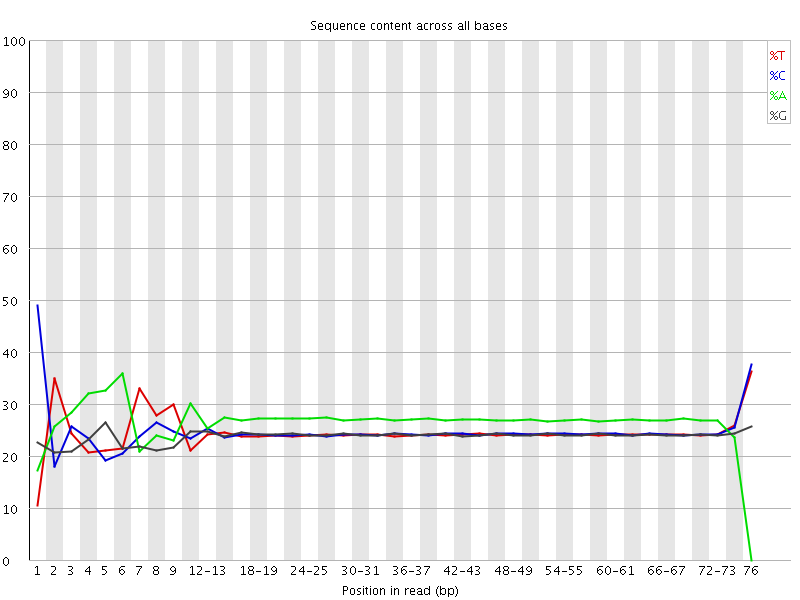 Sequence content across all bases
100
90
80
70
60
50
40
30
20
10
0
%T
%C
%A
%G
1 2 3 4 5 6 7 8 9 12-13 18-19 24-25 30-31 36-37 42-43 48-49 54-55 60-61 66-67 72-73 76
Position in read (bp)